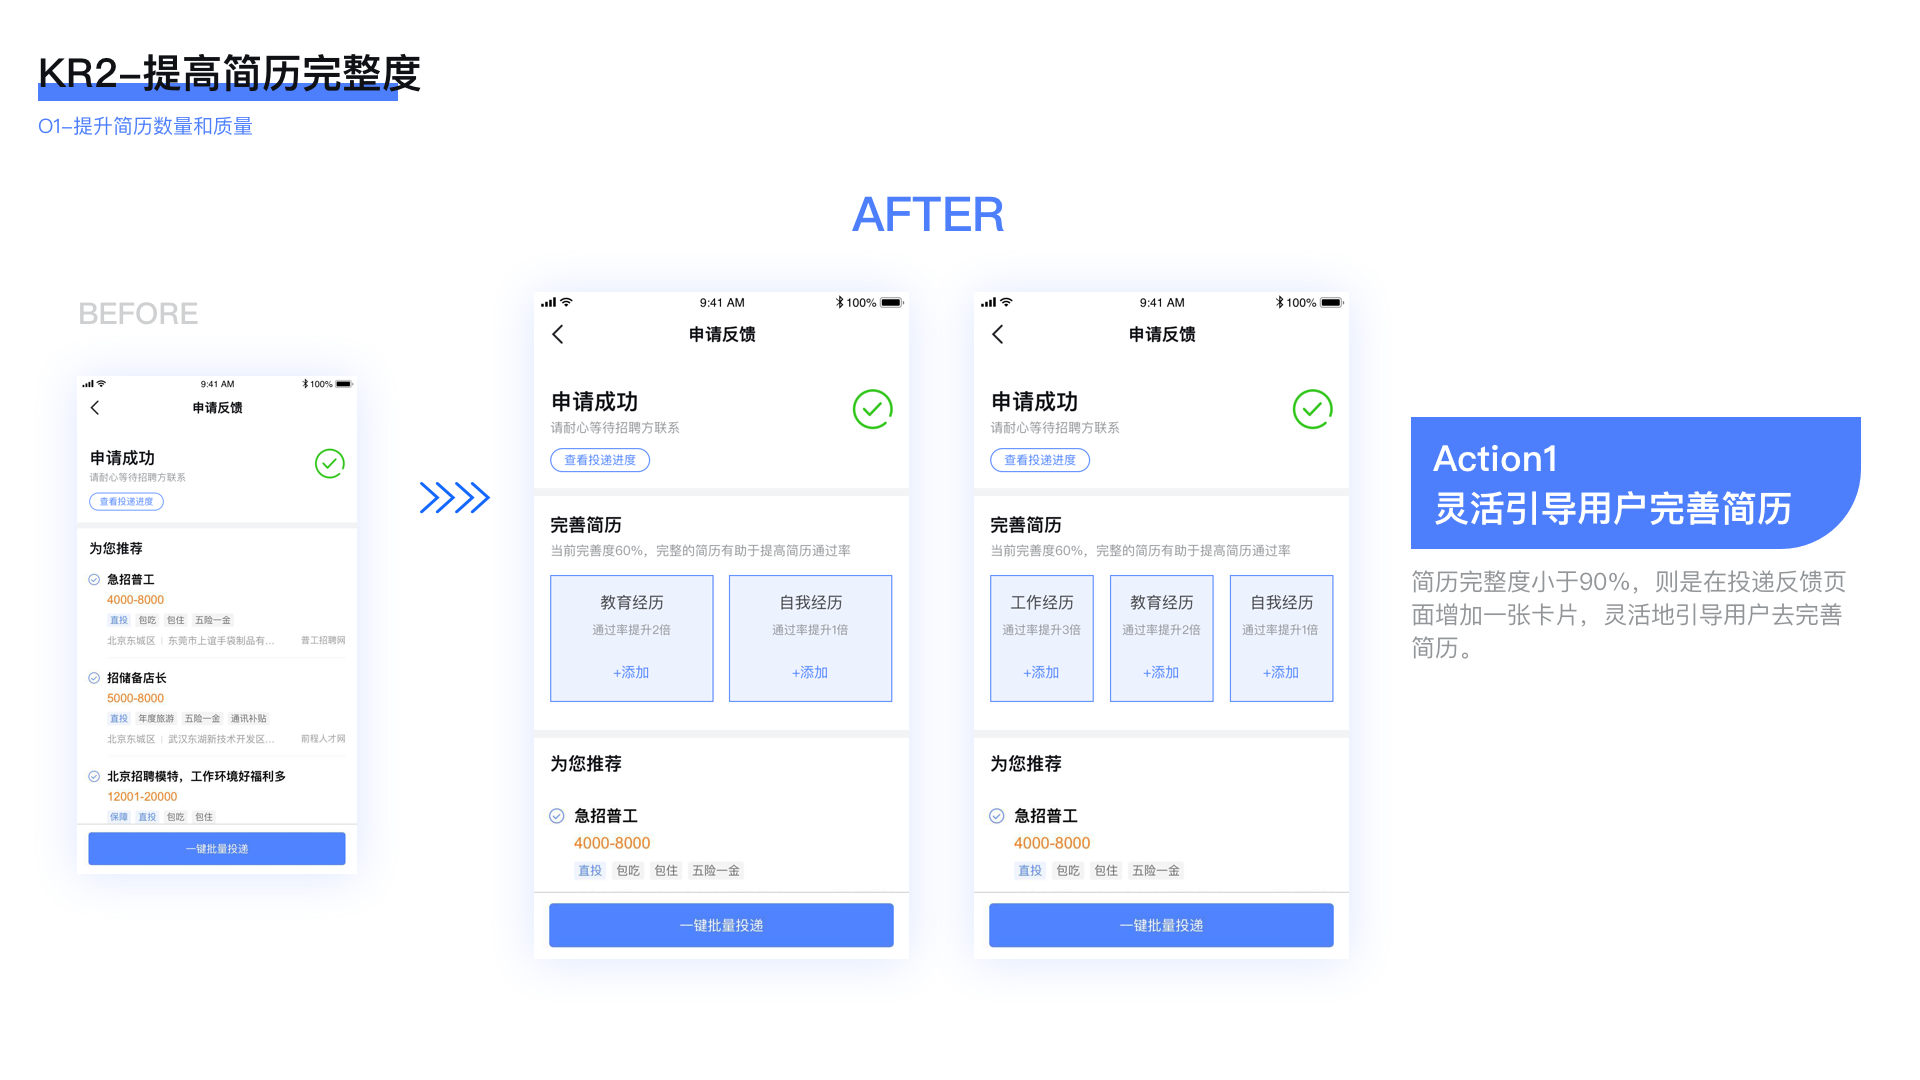 KR2-提高简历完整度
O1-提升简历数量和质量
BEFORE
9:41 AM
100%
申请反馈
申请成功
请耐心等待招聘方联系
查看投递进度
为您推荐
急招普工
4000-8000
直投 包吃 包住 五险一金
北京东城区 | 东莞市上谊手袋制品有... 普工招聘网
招储备店长
5000-8000
直投 年度旅游 五险一金 通讯补贴
北京东城区 | 武汉东湖新技术开发区... 前程人才网
北京招聘模特，工作环境好福利多
12001-20000
保障 直投 包吃 包住
一键批量投递
AFTER
9:41 AM
100%
申请反馈
申请成功
请耐心等待招聘方联系
查看投递进度
完善简历
当前完善度60%，完整的简历有助于提高简历通过率
教育经历
通过率提升2倍
+添加
自我经历
通过率提升1倍
+添加
为您推荐
急招普工
4000-8000
直投 包吃 包住 五险一金
一键批量投递
9:41 AM
100%
申请反馈
申请成功
请耐心等待招聘方联系
查看投递进度
完善简历
当前完善度60%，完整的简历有助于提高简历通过率
工作经历
通过率提升3倍
+添加
教育经历
通过率提升2倍
+添加
自我经历
通过率提升1倍
+添加
为您推荐
急招普工
4000-8000
直投 包吃 包住 五险一金
一键批量投递
Action1
灵活引导用户完善简历
简历完整度小于90%，则是在投递反馈页
面增加一张卡片，灵活地引导用户去完善
简历。